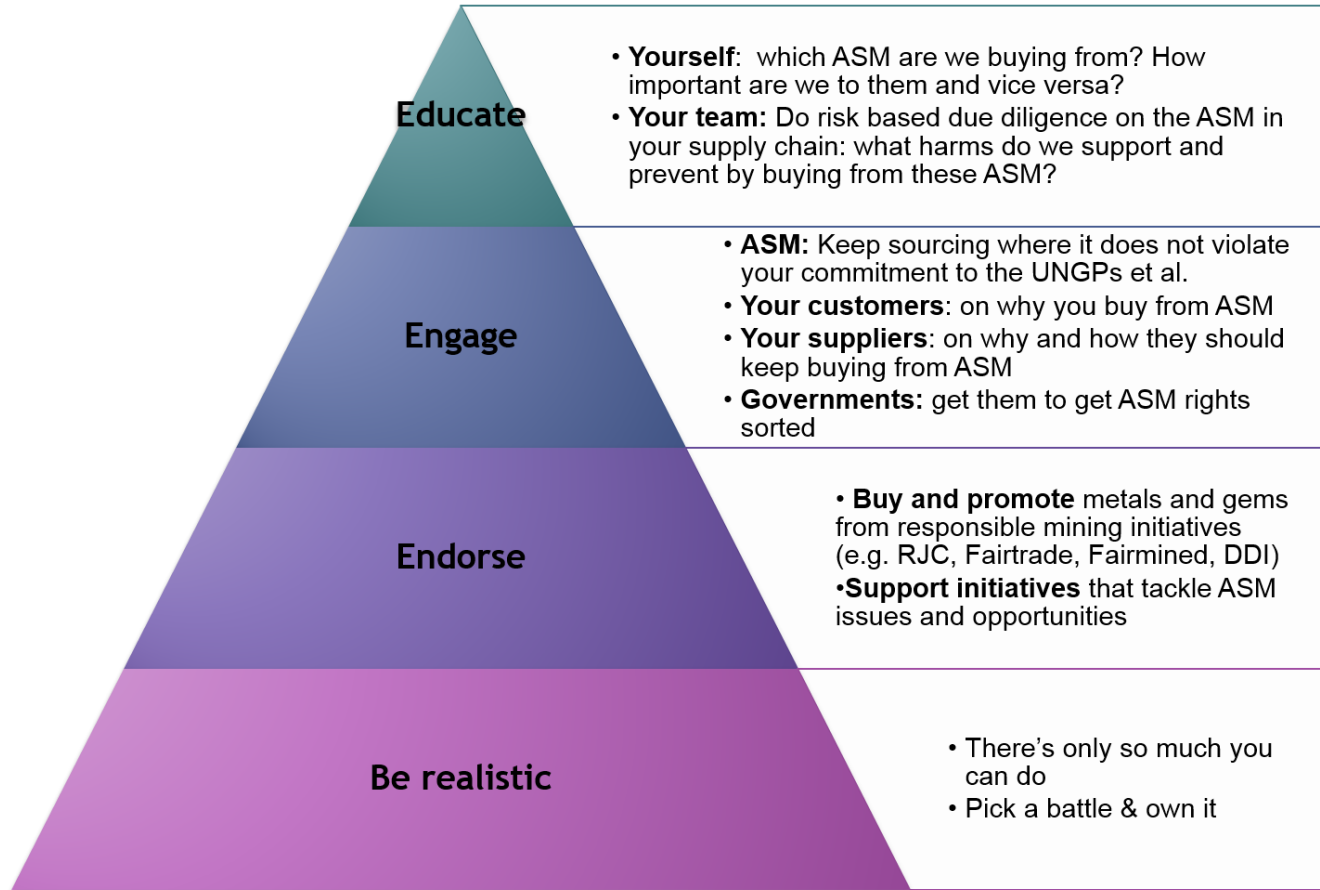 Educate
• Yourself:  which ASM are we buying from? How
important are we to them and vice versa?
• Your team: Do risk based due diligence on the ASM in
your supply chain: what harms do we support and
prevent by buying from these ASM?
Engage
• ASM: Keep sourcing where it does not violate
your commitment to the UNGPs et al.
• Your customers: on why you buy from ASM
• Your suppliers: on why and how they should
keep buying from ASM
• Governments: get them to get ASM rights
sorted
Endorse
• Buy and promote metals and gems
from responsible mining initiatives
(e.g. RJC, Fairtrade, Fairmined, DDI)
•Support initiatives that tackle ASM
issues and opportunities
Be realistic
• There’s only so much you
can do
• Pick a battle & own it